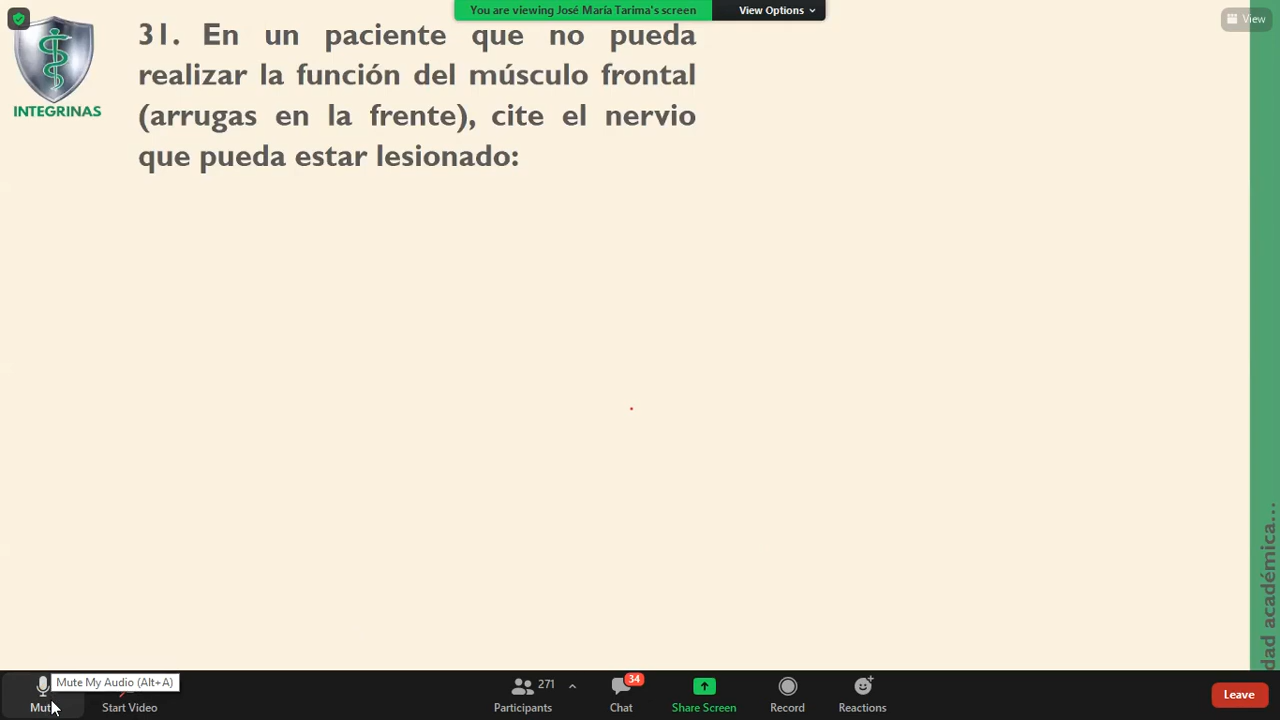 You are viewing José María Tarima's screen
View Options
View
INTEGRINAS
31. En un paciente que no pueda
realizar la función del músculo frontal
(arrugas en la frente), cite el nervio
que pueda estar lesionado:
dad académica...
Mute My Audio (Alt+A)
Mute
Start Video
271
Participants
34
Chat
Share Screen
Record
Reactions
Leave